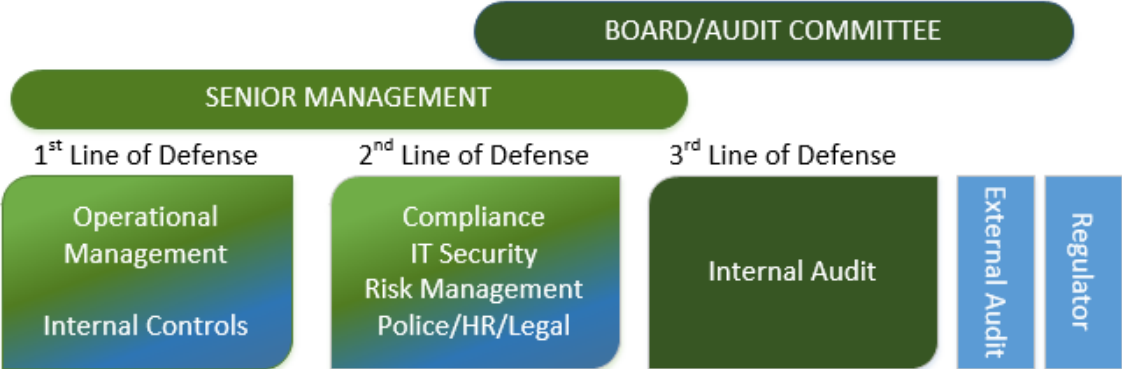 BOARD/AUDIT COMMITTEE
SENIOR MANAGEMENT
1st Line of Defense
2nd Line of Defense
3rd Line of Defense
Operational
Management
Internal Controls
Compliance
IT Security
Risk Management
Police/HR/Legal
Internal Audit
External Audit
Regulator